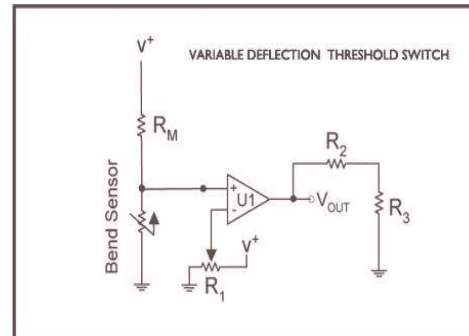 V+
VARIABLE DEFLECTION THRESHOLD SWITCH
RM
R2
Bend Sensor
+
U1
-
VOUT
R3
V+
R1